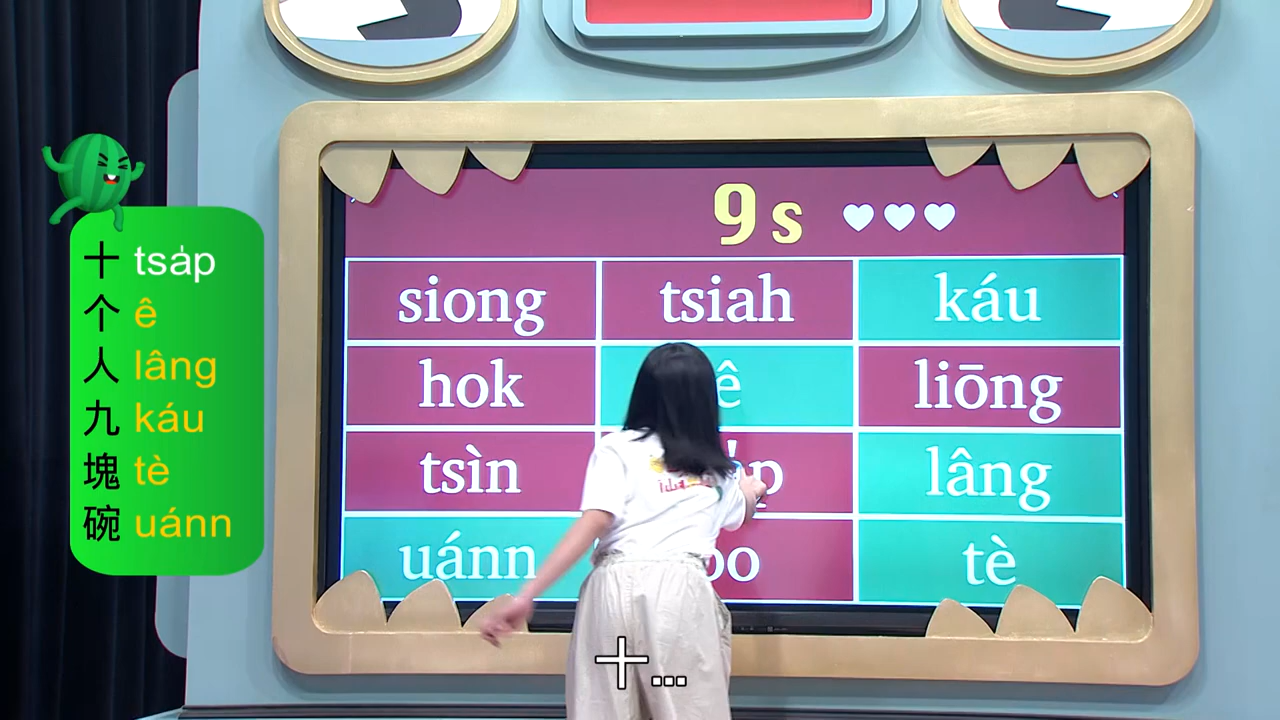 十 tsa̍p
个 ê
人 lâng
九 káu
塊 tè
碗 uánn
9 s
siong tsiah káu
hok ê liōng
tsìn lâng
uánn tè
十...